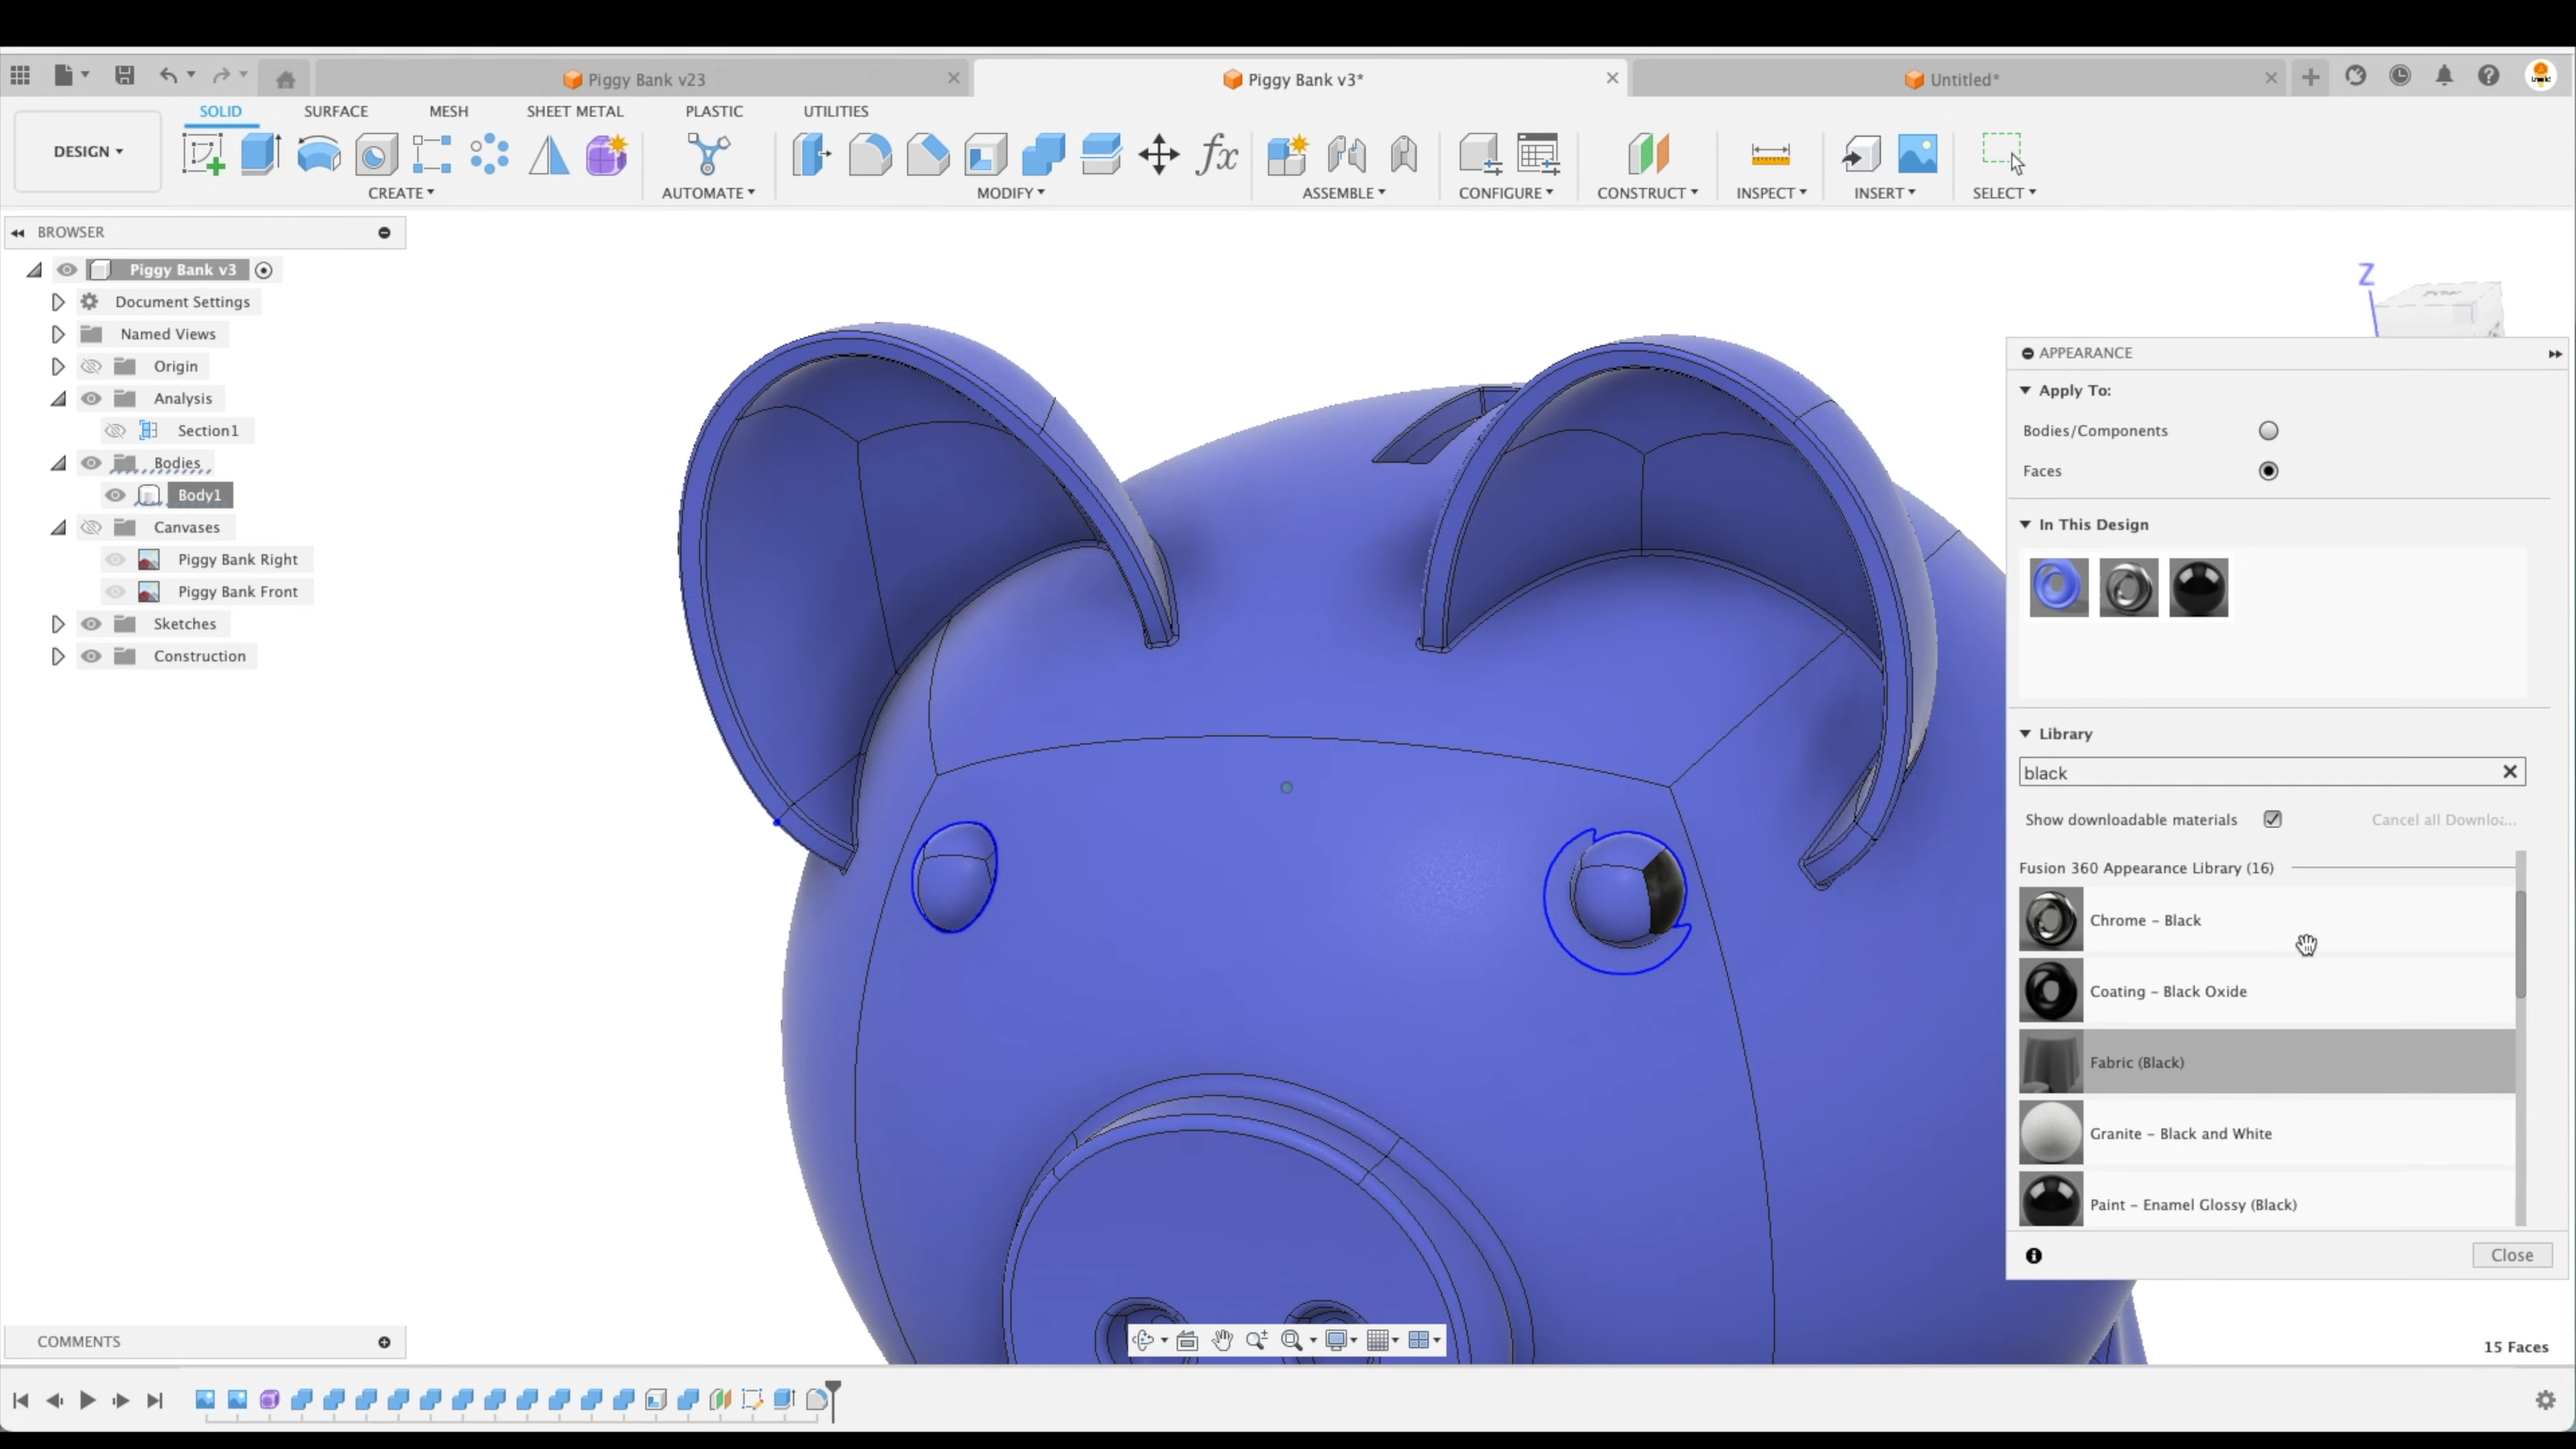 Piggy Bank v23
Piggy Bank v3*
Untitled*
SOLID
SURFACE
MESH
SHEET METAL
PLASTIC
UTILITIES
DESIGN
CREATE
AUTOMATE
MODIFY
ASSEMBLE
CONFIGURE
CONSTRUCT
INSPECT
INSERT
SELECT
BROWSER
Piggy Bank v3
Document Settings
Named Views
Origin
Analysis
Section1
Bodies
Body1
Canvases
Piggy Bank Right
Piggy Bank Front
Sketches
Construction
Z
APPEARANCE
Apply To:
Bodies/Components
Faces
In This Design
Library
black
Show downloadable materials
Cancel all Downloa...
Fusion 360 Appearance Library (16)
Chrome - Black
Coating - Black Oxide
Fabric (Black)
Granite - Black and White
Paint - Enamel Glossy (Black)
Close
COMMENTS
15 Faces